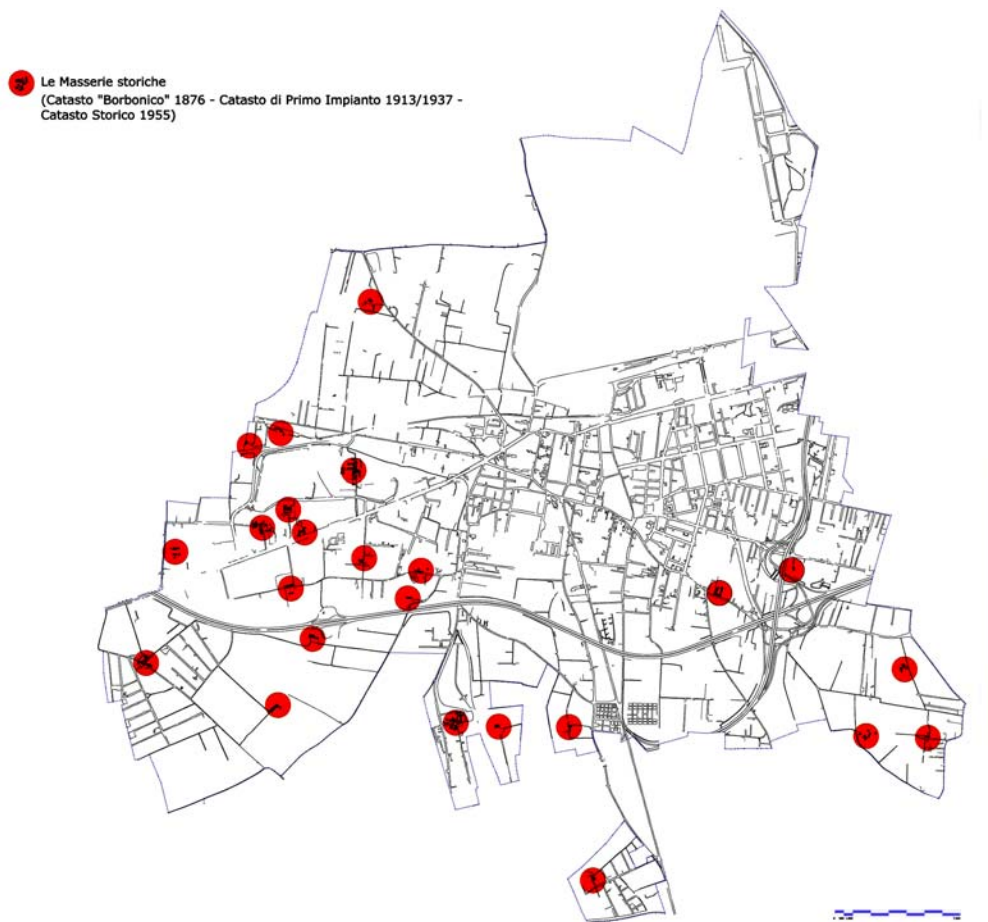 Le Masserie storiche
(Catasto "Borbonico" 1876 - Catasto di Primo Impianto 1913/1937 -
Catasto Storico 1955)